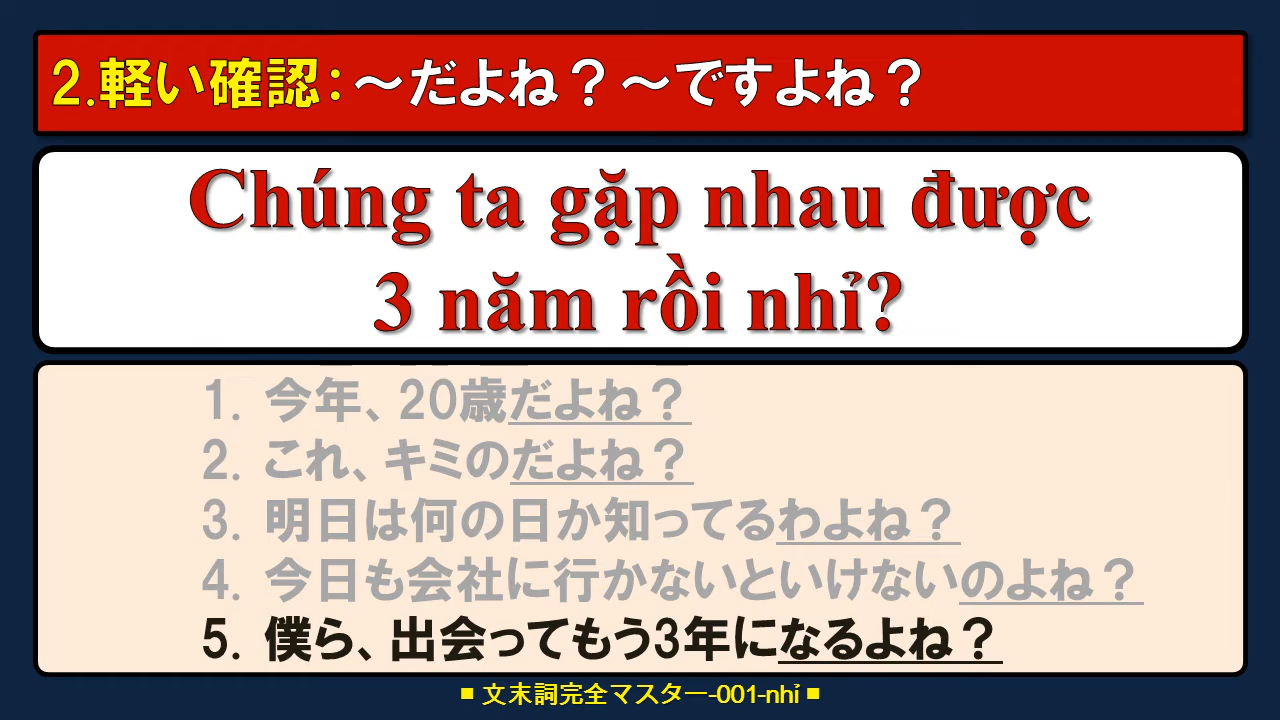 2.軽い確認：～だよね？～ですよね？
Chúng ta gặp nhau được
3 năm rồi nhỉ?
1. 今年、20歳だよね？
2. これ、キミのだよね？
3. 明日は何の日か知ってるわよね？
4. 今日も会社に行かないといけないのよね？
5. 僕ら、出会ってもう3年になるよね？
■ 文末詞完全マスター-001-nhỉ ■